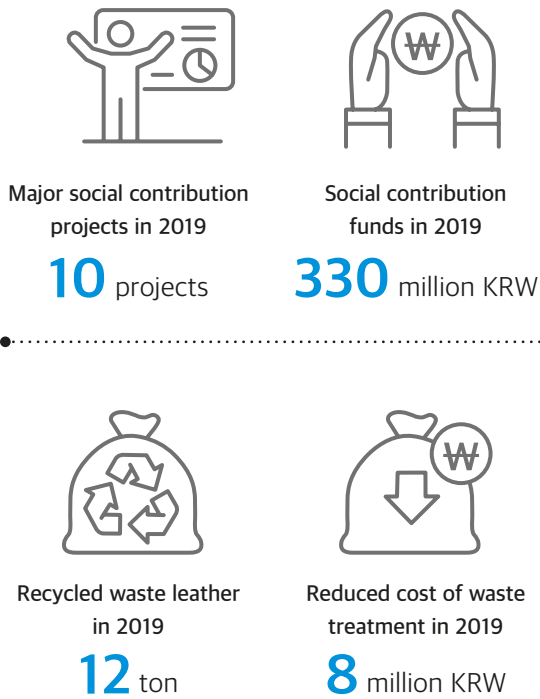 ₩
Major social contribution
projects in 2019
10 projects
Social contribution
funds in 2019
330 million KRW
₩
Recycled waste leather
in 2019
12 ton
Reduced cost of waste
treatment in 2019
8 million KRW